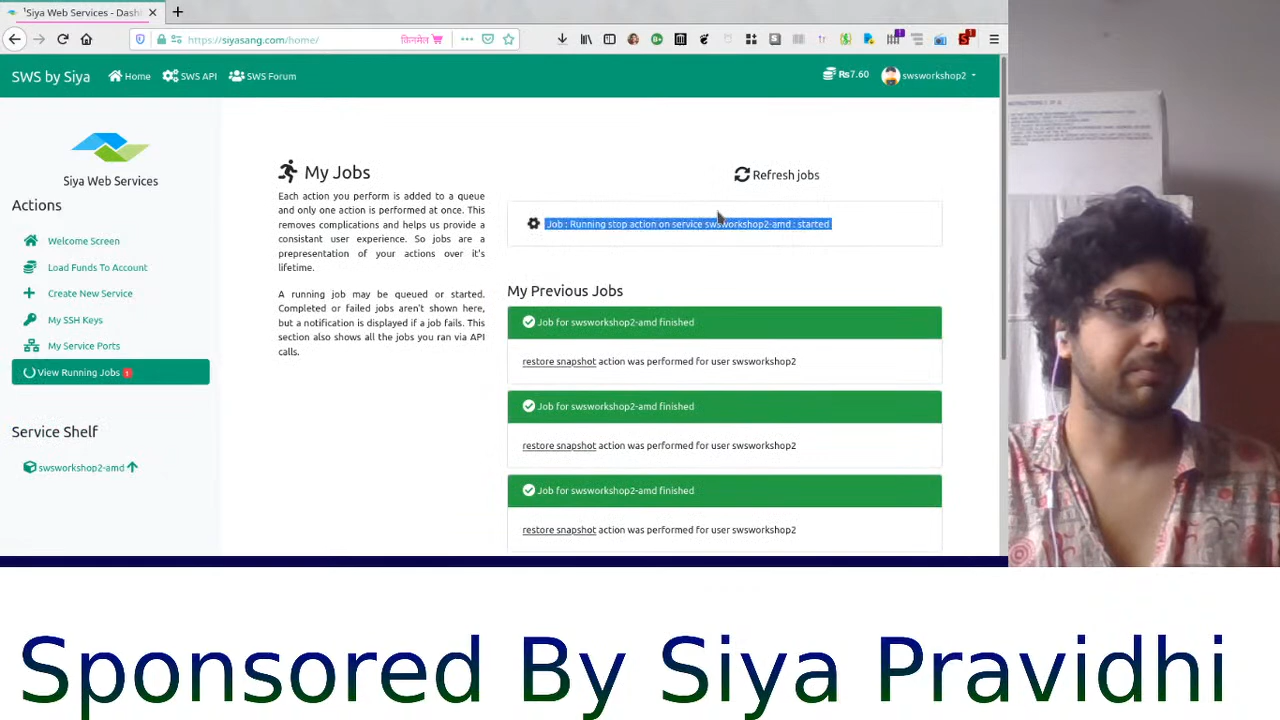 'Siya Web Services - Dashl
https://siyasang.com/home/
किनमेल
SWS by Siya
Home
SWS API
SWS Forum
₨7.60
swsworkshop2
Siya Web Services
Actions
Welcome Screen
Load Funds To Account
Create New Service
My SSH Keys
My Service Ports
View Running Jobs 1
Service Shelf
swsworkshop2-amd
My Jobs
Each action you perform is added to a queue
and only one action is performed at once. This
removes complications and helps us provide a
consistant user experience. So jobs are a
prepresentation of your actions over it's
lifetime.
A running job may be queued or started.
Completed or failed jobs aren't shown here,
but a notification is displayed if a job fails. This
section also shows all the jobs you ran via API
calls.
Refresh jobs
Job : Running stop action on service swsworkshop2-amd : started
My Previous Jobs
Job for swsworkshop2-amd finished
restore snapshot action was performed for user swsworkshop2
Job for swsworkshop2-amd finished
restore snapshot action was performed for user swsworkshop2
Job for swsworkshop2-amd finished
restore snapshot action was performed for user swsworkshop2
Sponsored By Siya Pravidhi